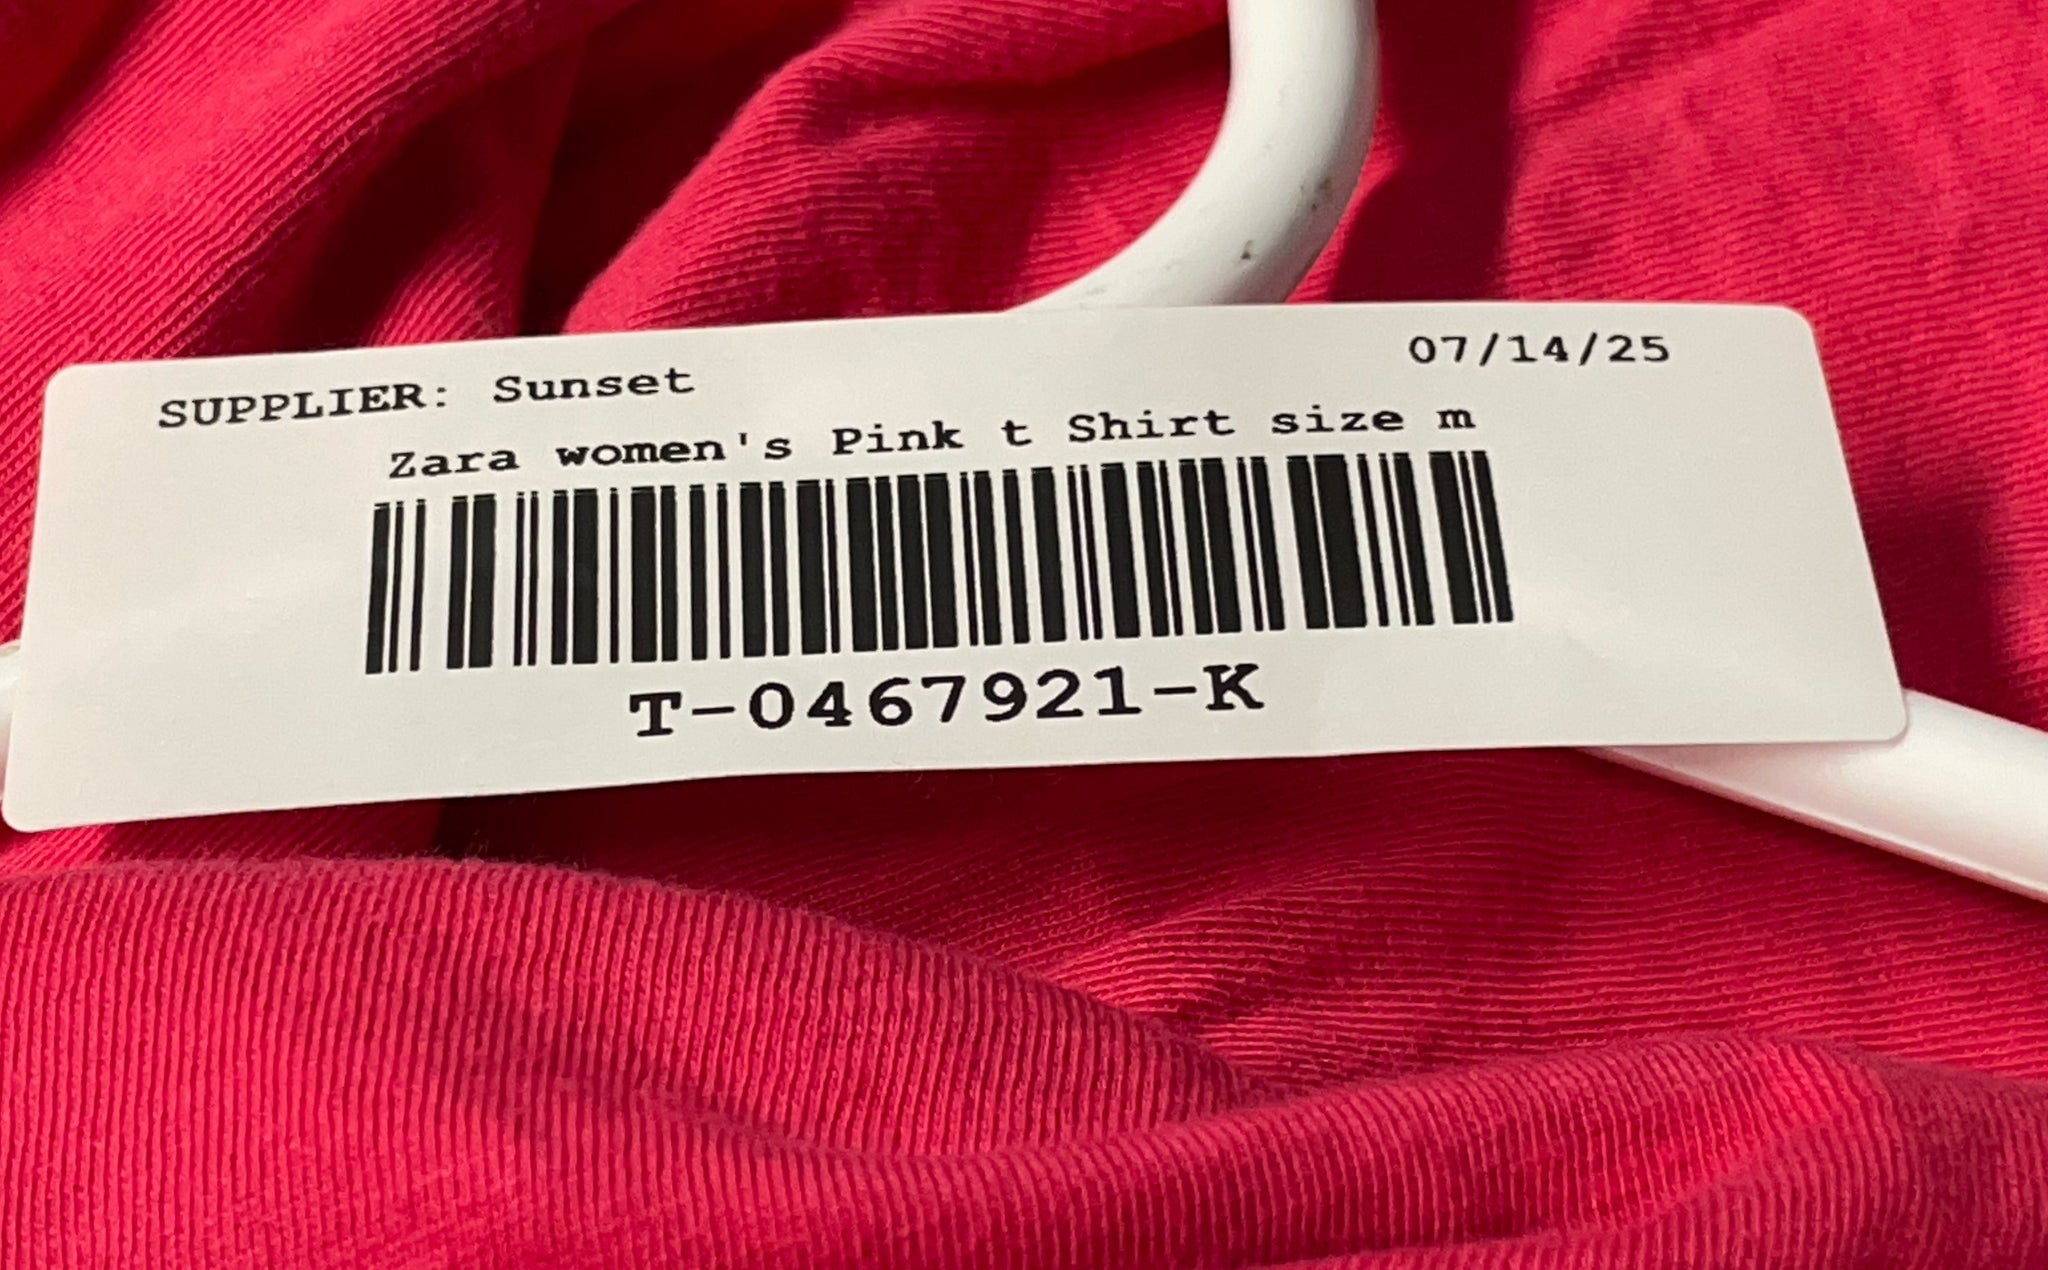 SUPPLIER: Sunset 07/14/25
Zara women's Pink t Shirt size m
T-0467921-K